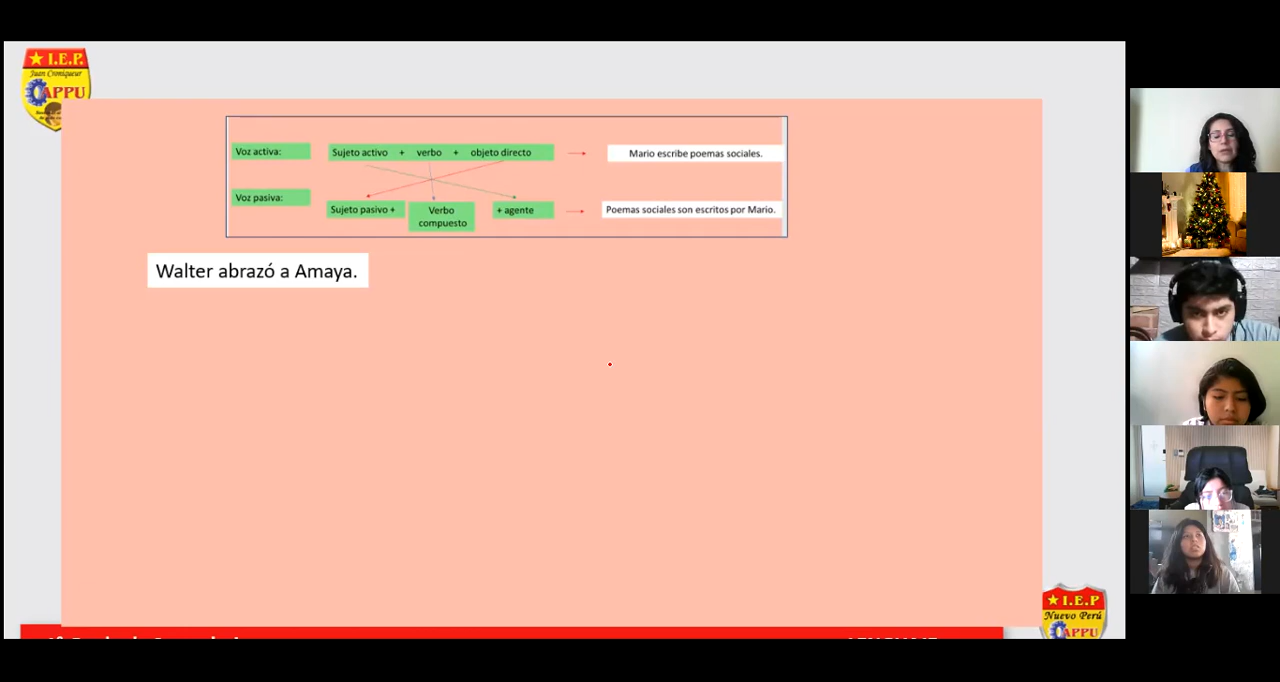 ★ I.E.P.
Juan Croniqueur
APPU
Voz activa: Sujeto activo + verbo + objeto directo → Mario escribe poemas sociales.
Voz pasiva: Sujeto pasivo + Verbo compuesto + agente → Poemas sociales son escritos por Mario.
Walter abrazó a Amaya.
★ I.E.P
Nuevo Perú
APPU